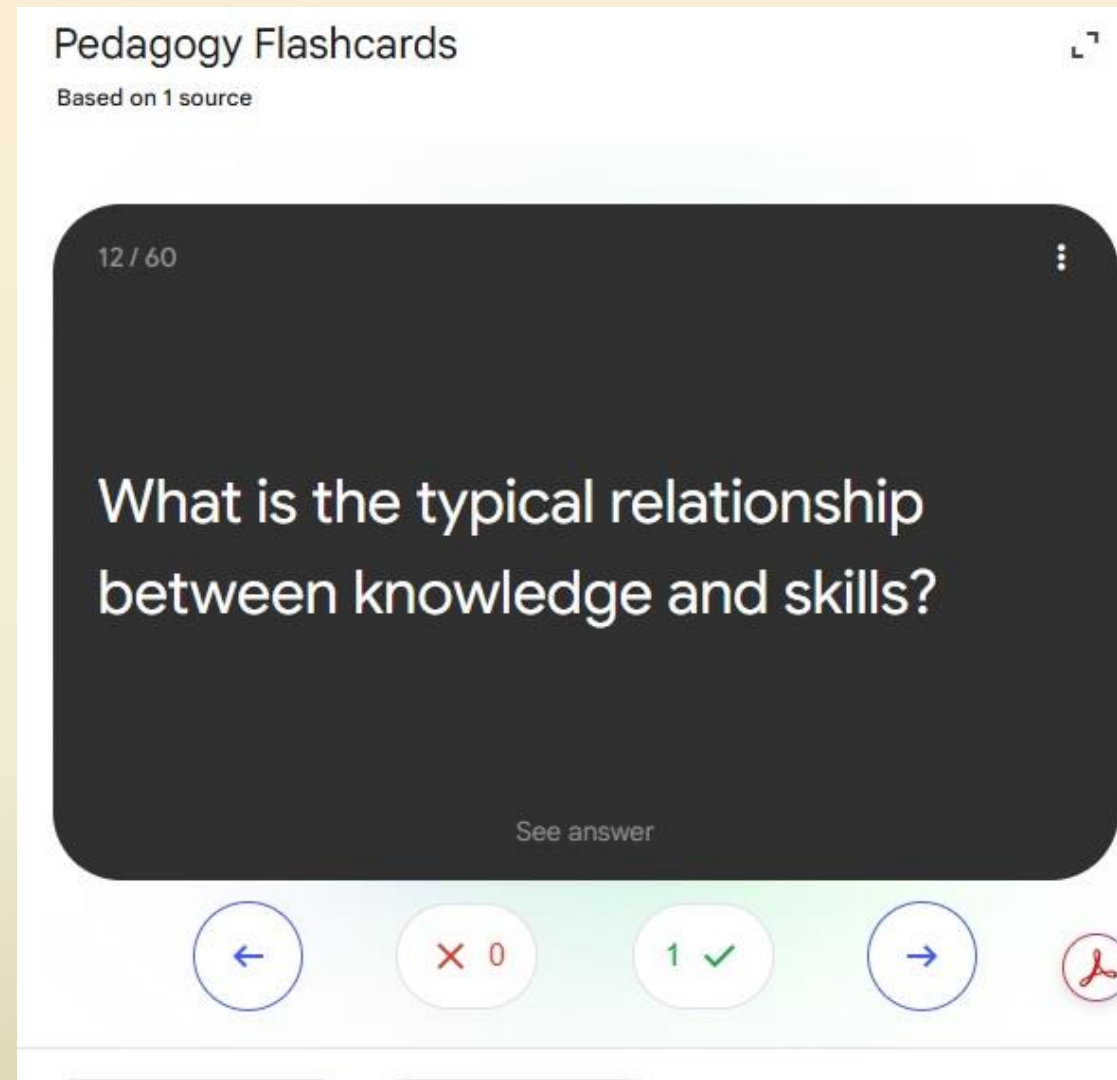 Pedagogy Flashcards
Based on 1 source
12 / 60
What is the typical relationship
between knowledge and skills?
See answer
0
1